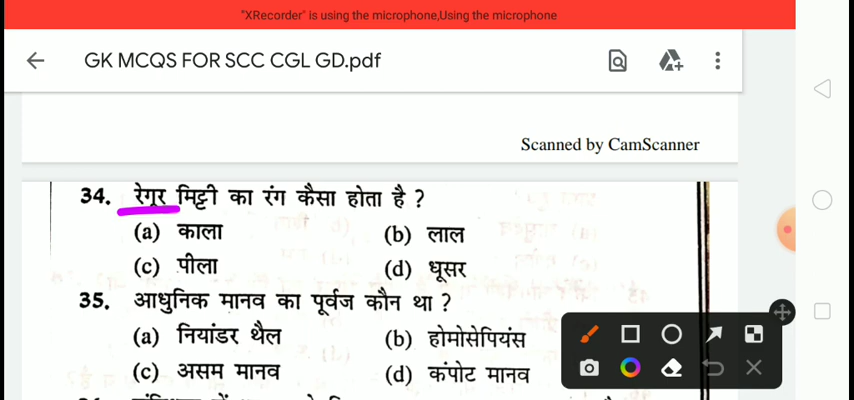 "XRecorder" is using the microphone,Using the microphone
GK MCQS FOR SCC CGL GD.pdf
Scanned by CamScanner
34. रेगूर मिट्टी का रंग कैसा होता है ?
(a) काला (b) लाल
(c) पीला (d) धूसर
35. आधुनिक मानव का पूर्वज कौन था ?
(a) नियांडर थैल (b) होमोसेपियंस
(c) असम मानव (d) कंपोट मानव